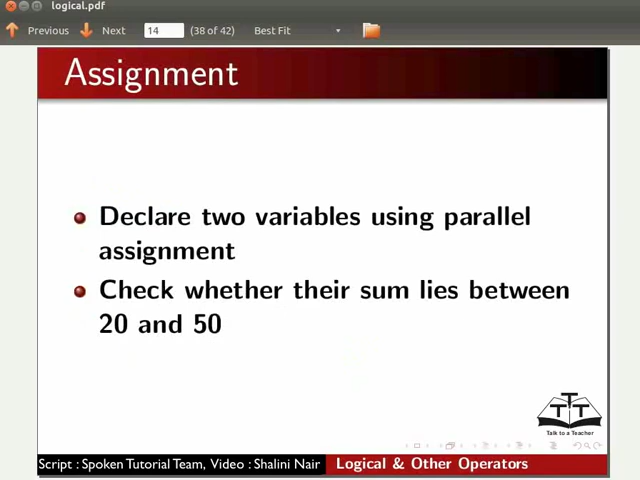 logical.pdf
Previous Next 14 (38 of 42) Best Fit
Assignment
Declare two variables using parallel
assignment
Check whether their sum lies between
20 and 50
T
T T
Talk to a Teacher
Script : Spoken Tutorial Team, Video : Shalini Nair Logical & Other Operators